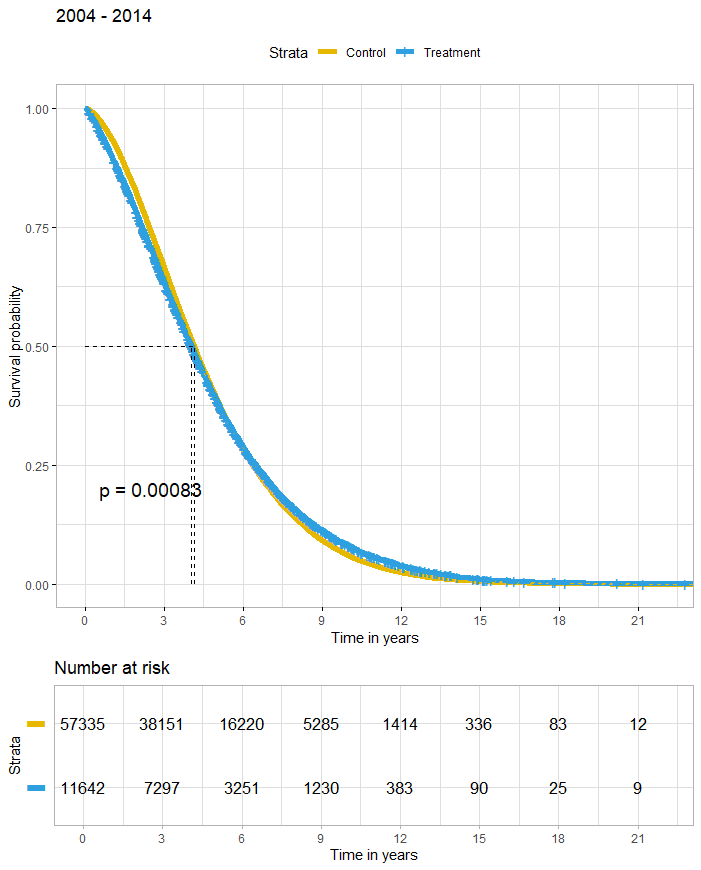 2004 - 2014
Strata Control Treatment
1.00
0.75
0.50
0.25
0.00
Survival probability
p = 0.00083
0 3 6 9 12 15 18 21
Time in years
Number at risk
Strata
57335 38151 16220 5285 1414 336 83 12
11642 7297 3251 1230 383 90 25 9
0 3 6 9 12 15 18 21
Time in years